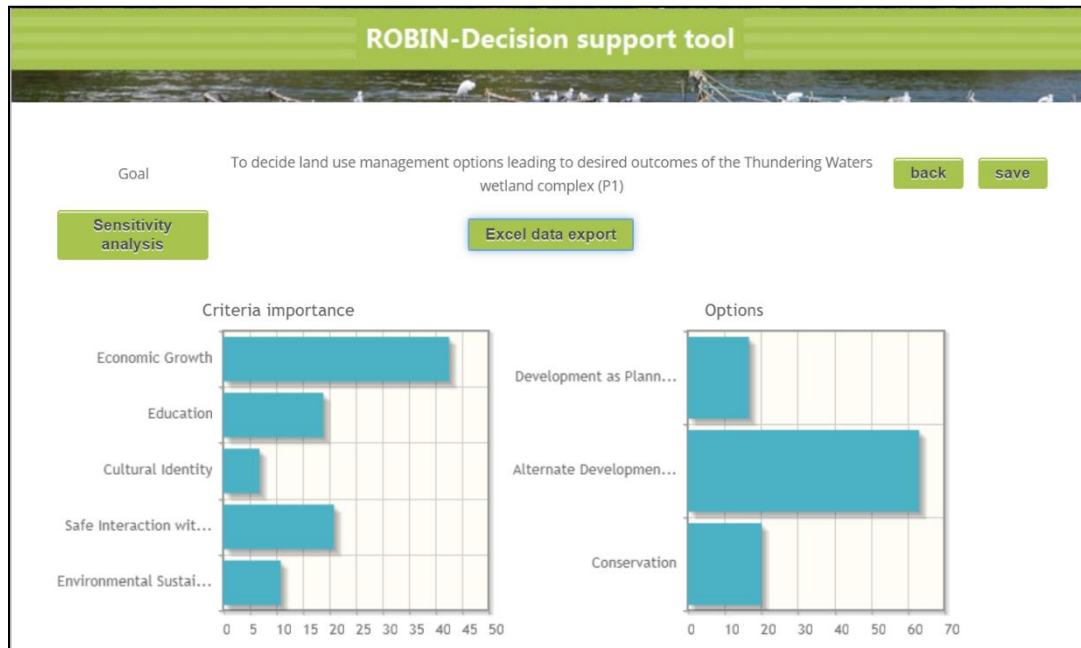 ROBIN-Decision support tool
Goal
To decide land use management options leading to desired outcomes of the Thundering Waters
wetland complex (P1)
back
save
Sensitivity
analysis
Excel data export
Criteria importance
Economic Growth
Education
Cultural Identity
Safe Interaction wit...
Environmental Sustai...
0 5 10 15 20 25 30 35 40 45 50
Options
Development as Plann...
Alternate Developmen...
Conservation
0 10 20 30 40 50 60 70